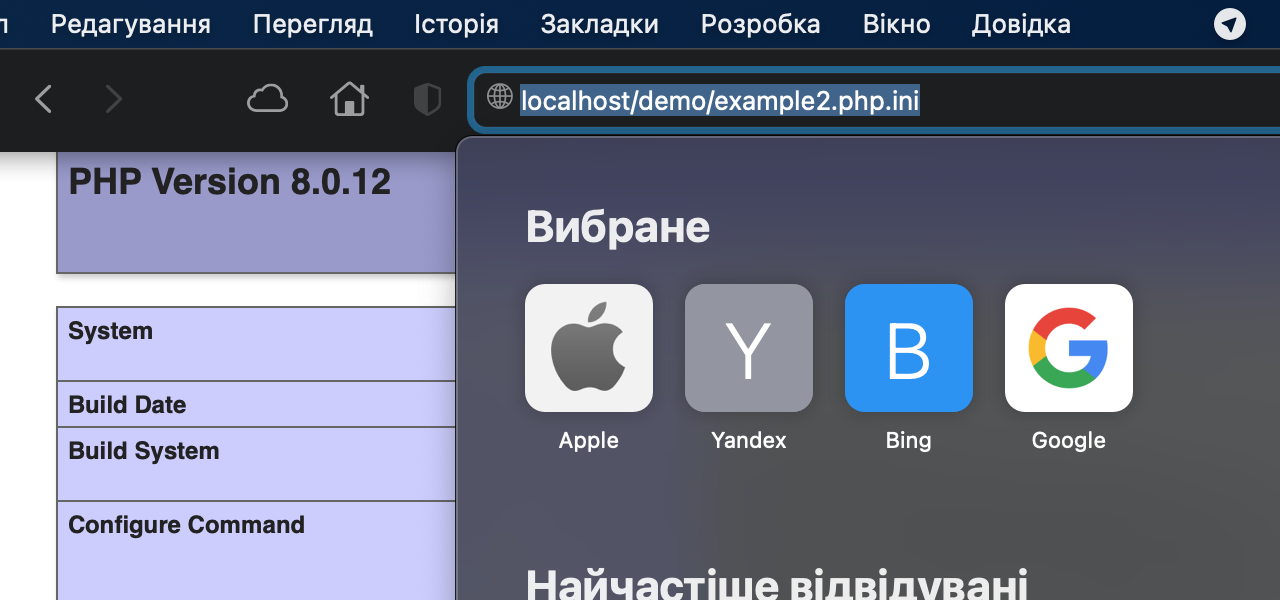 Редагування Перегляд Історія Закладки Розробка Вікно Довідка
localhost/demo/example2.php.ini
PHP Version 8.0.12
System
Build Date
Build System
Configure Command
Вибране
Y B
Apple Yandex Bing Google
Найчастіше відвідувані